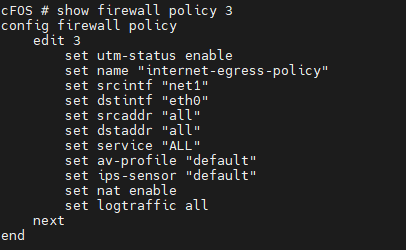 cFOS # show firewall policy 3
config firewall policy
    edit 3
        set utm-status enable
        set name "internet-egress-policy"
        set srcintf "net1"
        set dstintf "eth0"
        set srcaddr "all"
        set dstaddr "all"
        set service "ALL"
        set av-profile "default"
        set ips-sensor "default"
        set nat enable
        set logtraffic all
    next
end